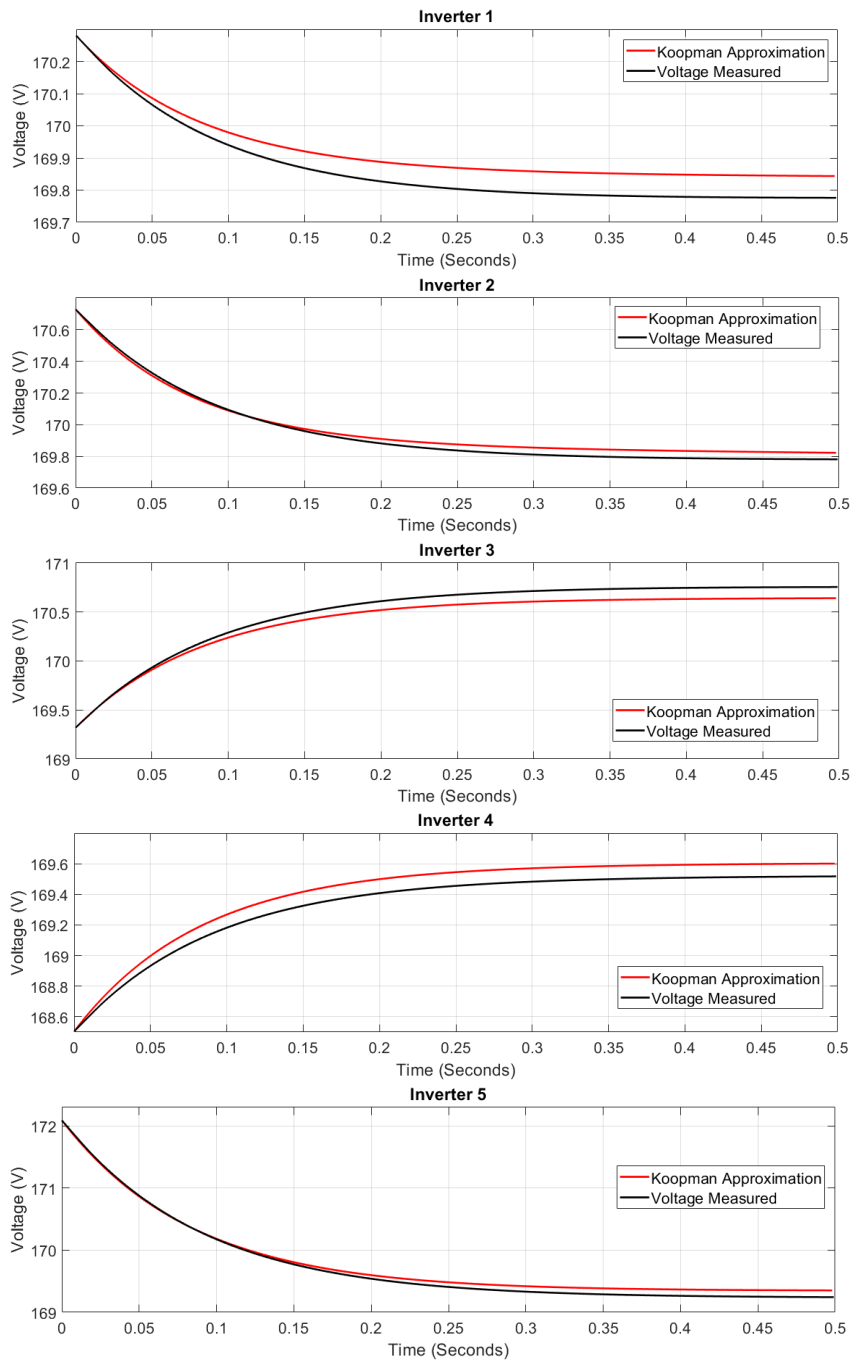 Inverter 1
Voltage (V)
170.2
170.1
170
169.9
169.8
169.7
Koopman Approximation
Voltage Measured
0 0.05 0.1 0.15 0.2 0.25 0.3 0.35 0.4 0.45 0.5
Time (Seconds)
Inverter 2
Voltage (V)
170.6
170.4
170.2
170
169.8
169.6
Koopman Approximation
Voltage Measured
0 0.05 0.1 0.15 0.2 0.25 0.3 0.35 0.4 0.45 0.5
Time (Seconds)
Inverter 3
Voltage (V)
171
170.5
170
169.5
169
Koopman Approximation
Voltage Measured
0 0.05 0.1 0.15 0.2 0.25 0.3 0.35 0.4 0.45 0.5
Time (Seconds)
Inverter 4
Voltage (V)
169.6
169.4
169.2
169
168.8
168.6
Koopman Approximation
Voltage Measured
0 0.05 0.1 0.15 0.2 0.25 0.3 0.35 0.4 0.45 0.5
Time (Seconds)
Inverter 5
Voltage (V)
172
171
170
169
Koopman Approximation
Voltage Measured
0 0.05 0.1 0.15 0.2 0.25 0.3 0.35 0.4 0.45 0.5
Time (Seconds)